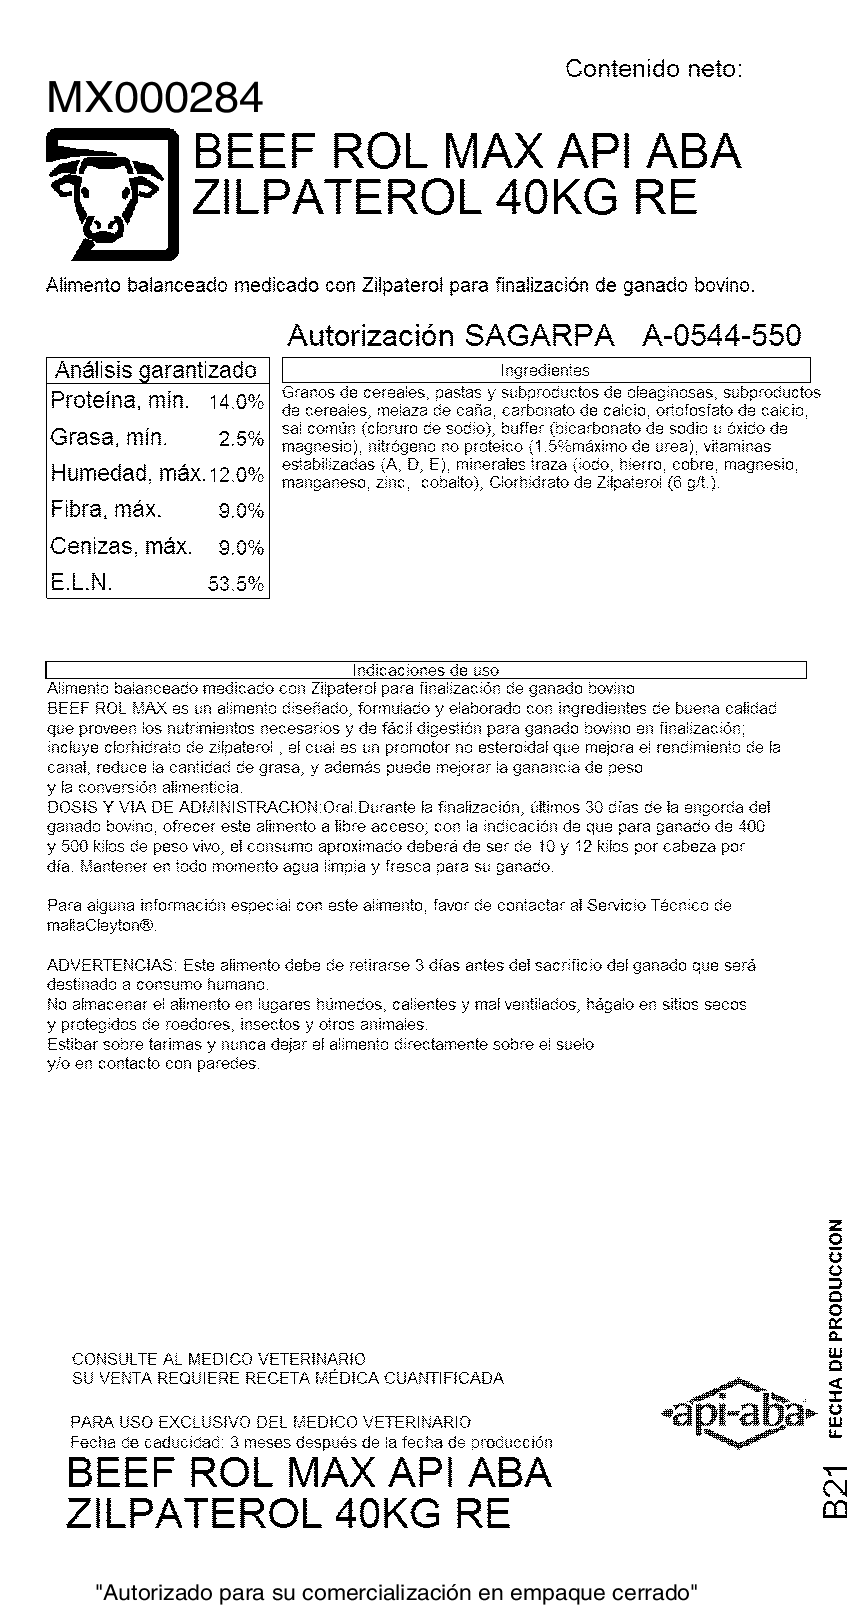 Contenido neto:
MX000284
BEEF ROL MAX API ABA
ZILPATEROL 40KG RE
Alimento balanceado medicado con Zilpaterol para finalización de ganado bovino.
Autorización SAGARPA A-0544-550
Análisis garantizado
Proteína, mín. 14.0%
Grasa, mín. 2.5%
Humedad, máx. 12.0%
Fibra, máx. 9.0%
Cenizas, máx. 9.0%
E.L.N. 53.5%
Ingredientes
Granos de cereales, pastas y subproductos de oleaginosas, subproductos
de cereales, melaza de caña, carbonato de calcio, ortofosfato de calcio,
sal común (cloruro de sodio), buffer (bicarbonato de sodio u óxido de
magnesio), nitrógeno no proteico (1.5%máximo de urea), vitaminas
estabilizadas (A, D, E), minerales traza (iodo, hierro, cobre, magnesio,
manganeso, zinc, cobalto), Clorhidrato de Zilpaterol (6 g/t.).
Indicaciones de uso
Alimento balanceado medicado con Zilpaterol para finalización de ganado bovino
BEEF ROL MAX es un alimento diseñado, formulado y elaborado con ingredientes de buena calidad
que proveen los nutrimientos necesarios y de fácil digestión para ganado bovino en finalización;
incluye clorhidrato de zilpaterol , el cual es un promotor no esteroidal que mejora el rendimiento de la
canal, reduce la cantidad de grasa, y además puede mejorar la ganancia de peso
y la conversión alimenticia.
DOSIS Y VIA DE ADMINISTRACION:Oral.Durante la finalización, últimos 30 días de la engorda del
ganado bovino, ofrecer este alimento a libre acceso; con la indicación de que para ganado de 400
y 500 kilos de peso vivo, el consumo aproximado deberá de ser de 10 y 12 kilos por cabeza por
día. Mantener en todo momento agua limpia y fresca para su ganado.
Para alguna información especial con este alimento, favor de contactar al Servicio Técnico de
maltaCleyton®.
ADVERTENCIAS: Este alimento debe de retirarse 3 días antes del sacrificio del ganado que será
destinado a consumo humano.
No almacenar el alimento en lugares húmedos, calientes y mal ventilados, hágalo en sitios secos
y protegidos de roedores, insectos y otros animales.
Estibar sobre tarimas y nunca dejar el alimento directamente sobre el suelo
y/o en contacto con paredes.
FECHA DE PRODUCCION
B21
CONSULTE AL MEDICO VETERINARIO
SU VENTA REQUIERE RECETA MÉDICA CUANTIFICADA
api-aba
PARA USO EXCLUSIVO DEL MEDICO VETERINARIO
Fecha de caducidad: 3 meses después de la fecha de producción
BEEF ROL MAX API ABA
ZILPATEROL 40KG RE
"Autorizado para su comercialización en empaque cerrado"